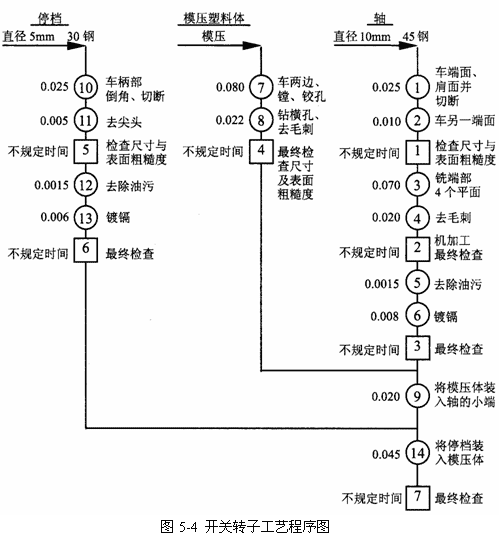 停档
直径 5mm 30 钢
0.025 10 车柄部
倒角、切断
0.005 11 去尖头
不规定时间 5 检查尺寸与
表面粗糙度
0.0015 12 去除油污
0.006 13 镀镉
不规定时间 6 最终检查
模压塑料体
模压
0.080 7 车两边、
镗、铰孔
0.022 8 钻横孔、
去毛刺
不规定时间 4 最终检
查尺寸
及表面
粗糙度
轴
直径 10mm 45 钢
0.025 1 车端面、
肩面并
切断
0.010 2 车另一端面
不规定时间 1 检查尺寸与
表面粗糙度
0.070 3 铣端部
4 个平面
0.020 4 去毛刺
不规定时间 2 机加工
最终检查
0.0015 5 去除油污
0.008 6 镀镉
不规定时间 3 最终检查
0.020 9 将模压体装
入轴的小端
0.045 14 将停档装
入模压体
不规定时间 7 最终检查
图 5-4 开关转子工艺程序图